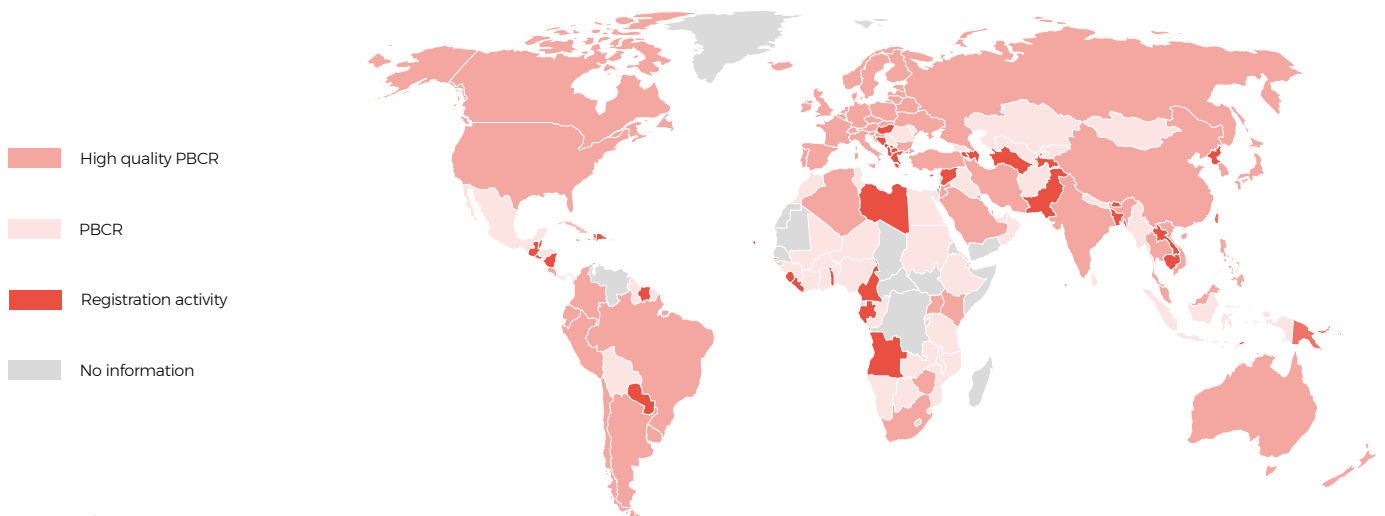 High quality PBCR
PBCR
Registration activity
No information